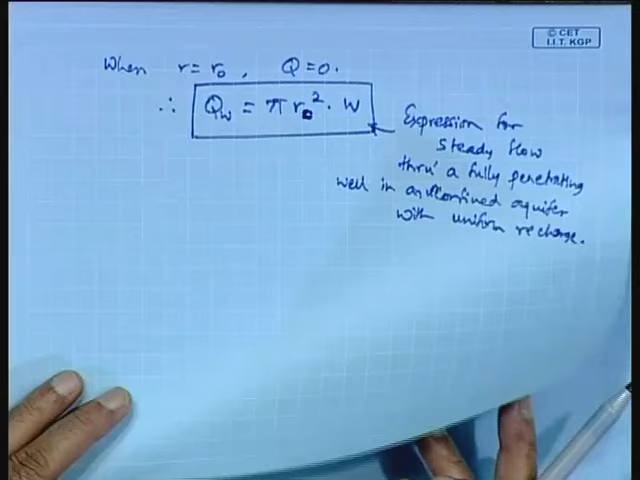 © CET
I.I.T. KGP
When r = r₀, Q = 0.
∴ Q_w = π r₀² · W
Expression for
steady flow
thru' a fully penetrating
well in an unconfined aquifer
with uniform recharge.